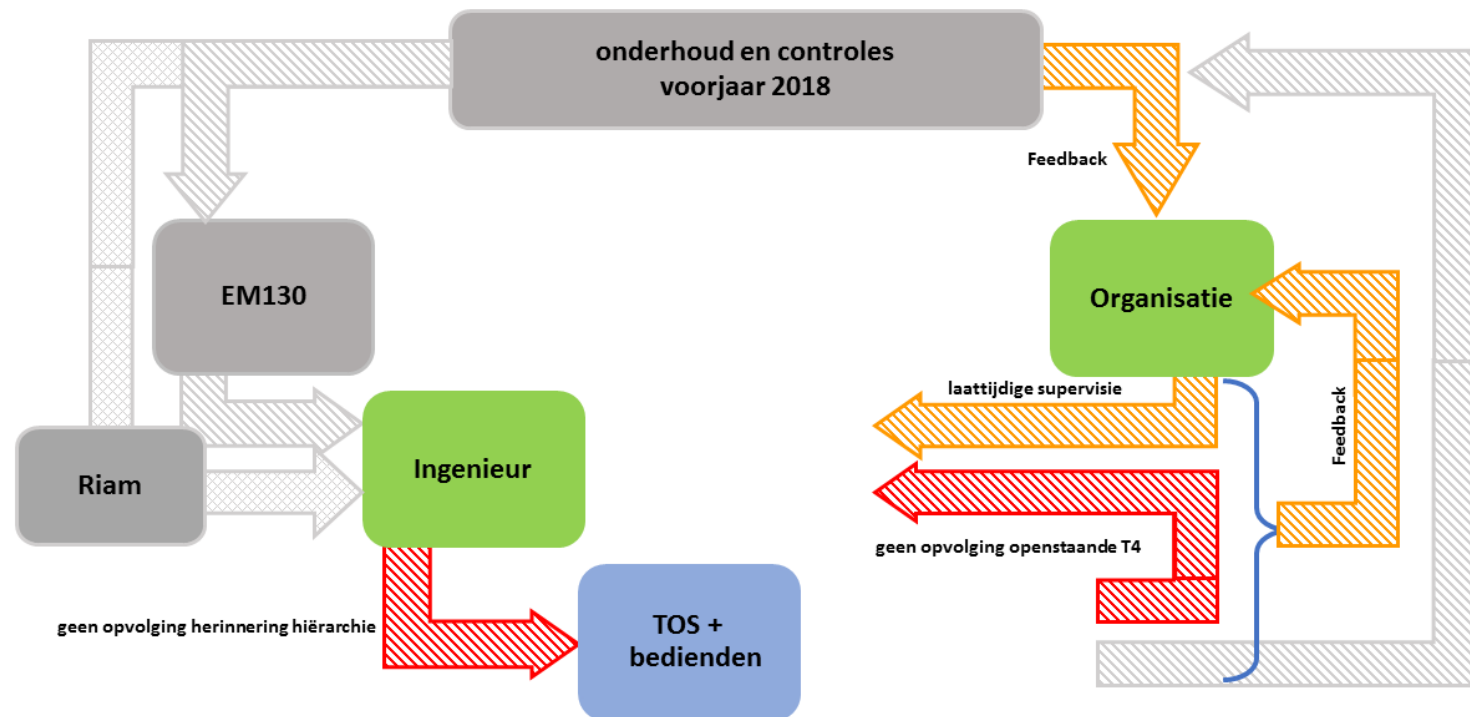 onderhoud en controles
voorjaar 2018
Feedback
EM130
Organisatie
laattijdige supervisie
Feedback
Ingenieur
Riam
geen opvolging openstaande T4
geen opvolging herinnering hiërarchie
TOS +
bedienden